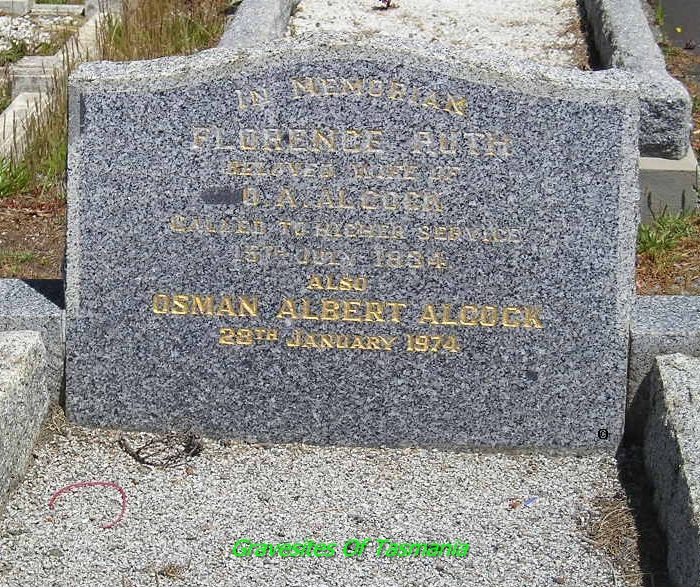 IN MEMORIAM
FLORENCE RUTH
BELOVED WIFE OF
O. A. ALCOCK
CALLED TO HIGHER SERVICE
15TH JULY 1934
ALSO
OSMAN ALBERT ALCOCK
28TH JANUARY 1974
Gravesites Of Tasmania